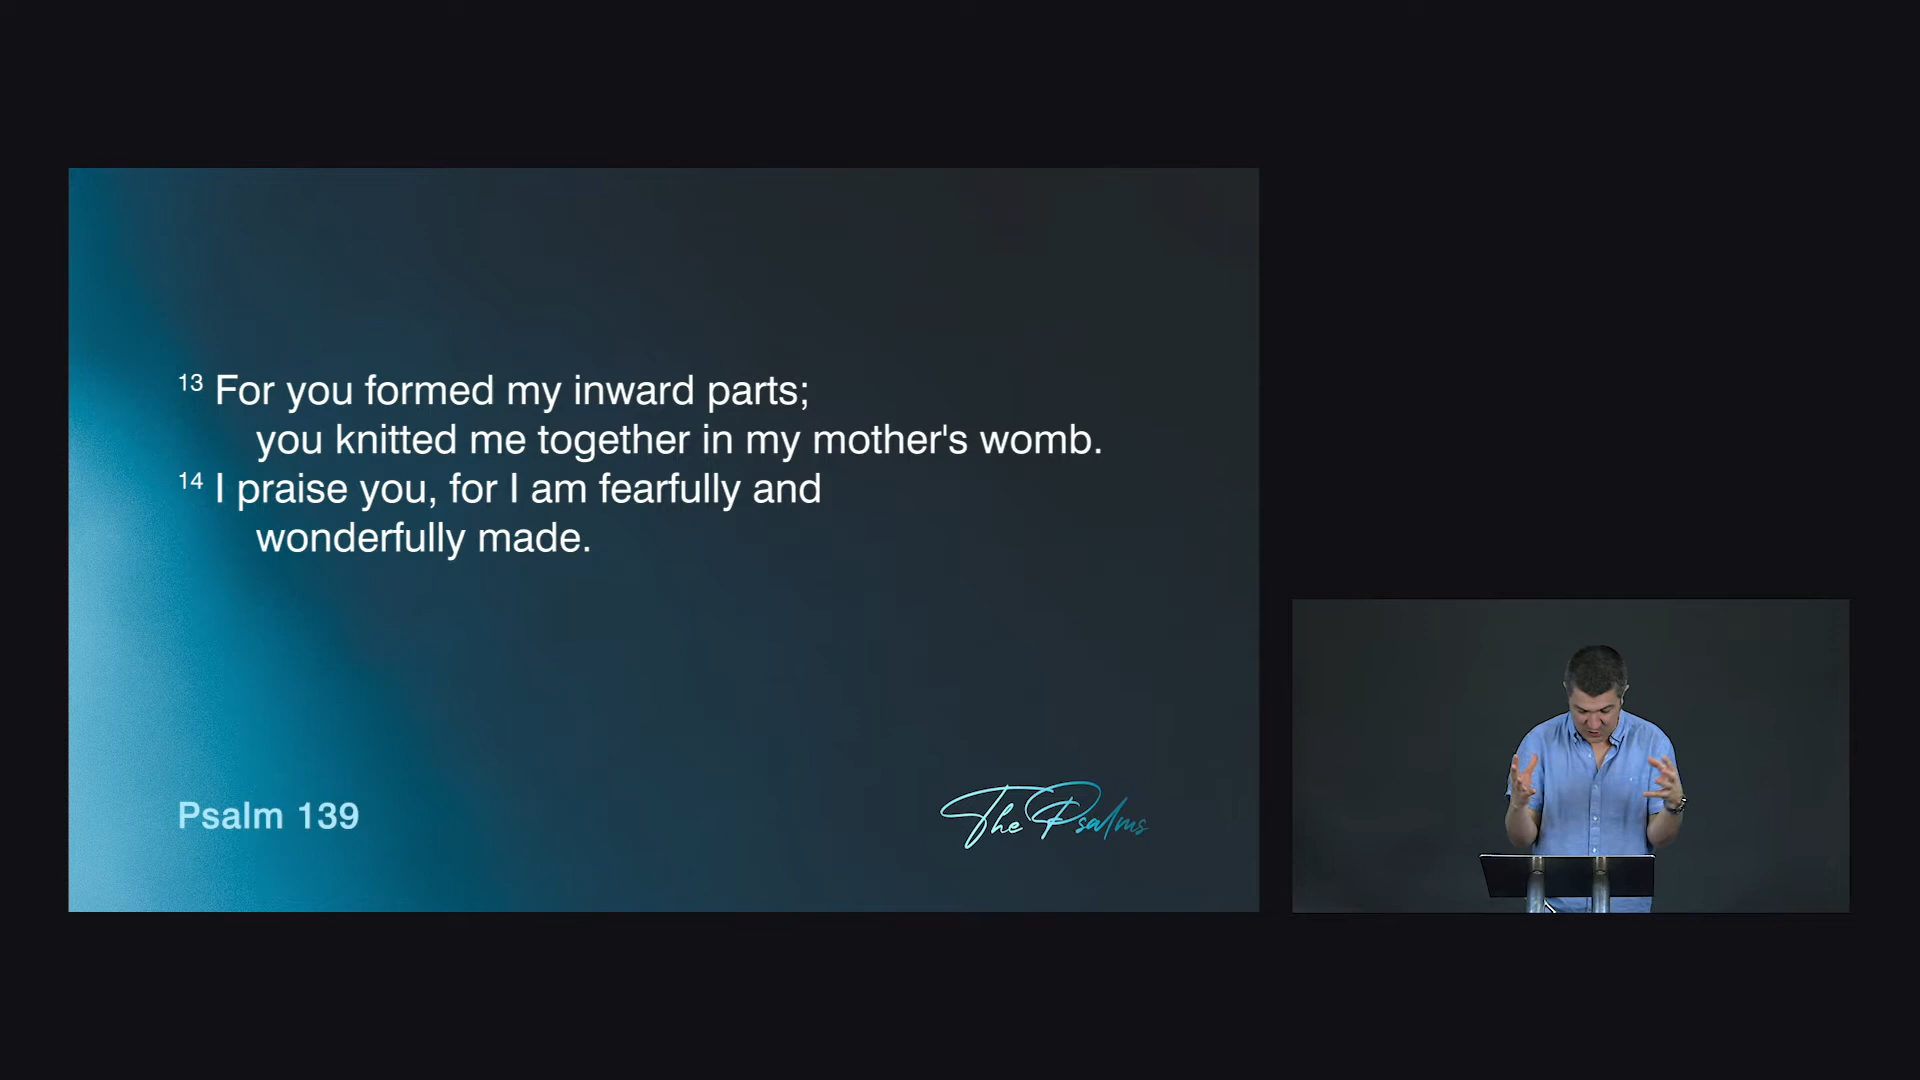 13 For you formed my inward parts;
you knitted me together in my mother's womb.
14 I praise you, for I am fearfully and
wonderfully made.
Psalm 139
The Psalms